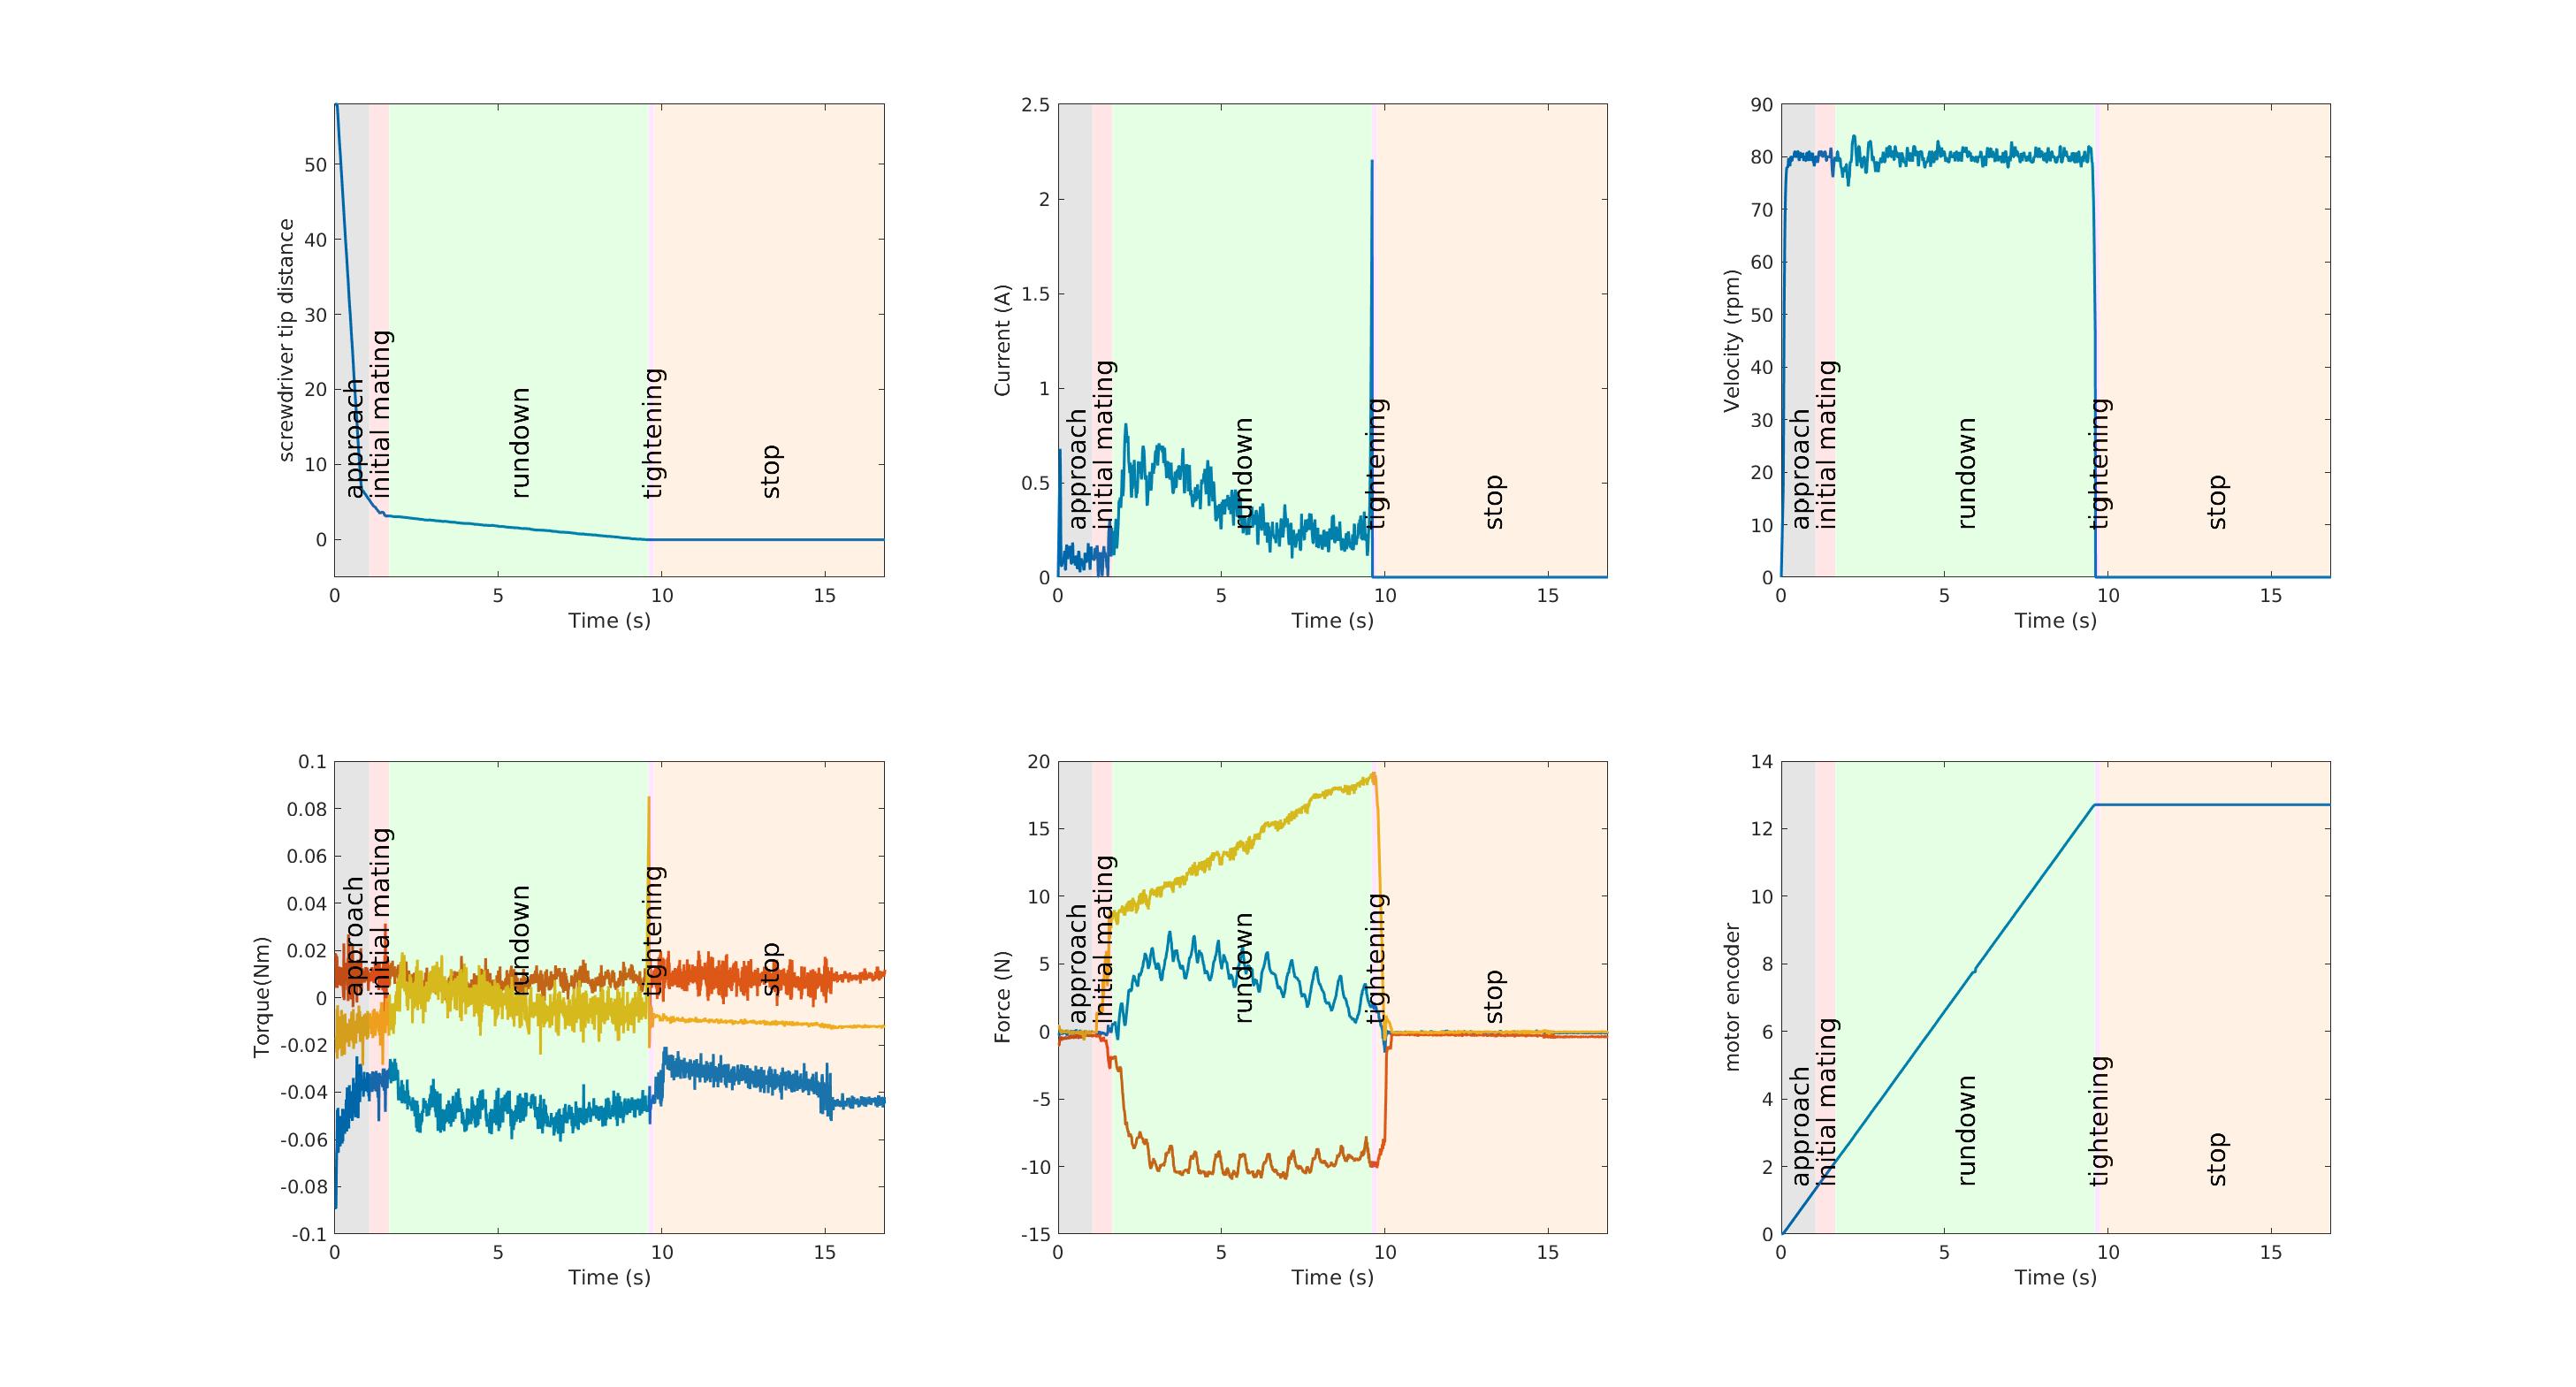 screwdriver tip distance
50
40
30
20
10
0
approach
initial mating
rundown
tightening
stop
0 5 10 15
Time (s)
Current (A)
2.5
2
1.5
1
0.5
0
approach
initial mating
rundown
tightening
stop
0 5 10 15
Time (s)
Velocity (rpm)
90
80
70
60
50
40
30
20
10
0
approach
initial mating
rundown
tightening
stop
0 5 10 15
Time (s)
Torque(Nm)
0.1
0.08
0.06
0.04
0.02
0
-0.02
-0.04
-0.06
-0.08
-0.1
approach
initial mating
rundown
tightening
stop
0 5 10 15
Time (s)
Force (N)
20
15
10
5
0
-5
-10
-15
approach
initial mating
rundown
tightening
stop
0 5 10 15
Time (s)
motor encoder
14
12
10
8
6
4
2
0
approach
initial mating
rundown
tightening
stop
0 5 10 15
Time (s)